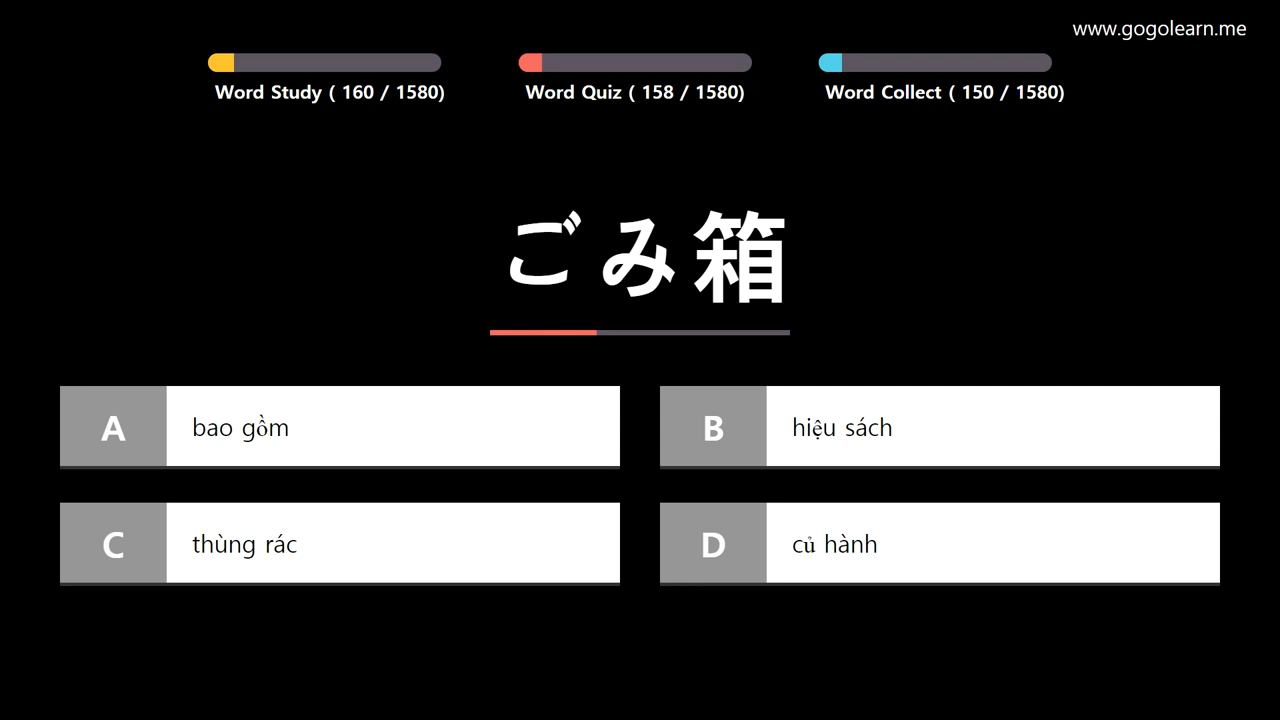 www.gogolearn.me
Word Study ( 160 / 1580)
Word Quiz ( 158 / 1580)
Word Collect ( 150 / 1580)
ごみ箱
A bao gồm
B hiệu sách
C thùng rác
D củ hành